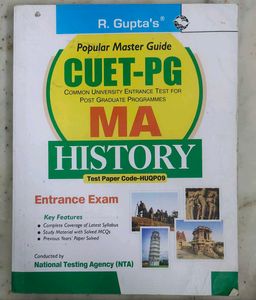 R. Gupta's®
Popular Master Guide
CUET-PG
COMMON UNIVERSITY ENTRANCE TEST FOR
POST GRADUATE PROGRAMMES
MA
HISTORY
Test Paper Code-HUQP09
Entrance Exam
Key Features
• Complete Coverage of Latest Syllabus
• Study Material with Solved MCQs
• Previous Years' Paper Solved
Conducted by
National Testing Agency (NTA)